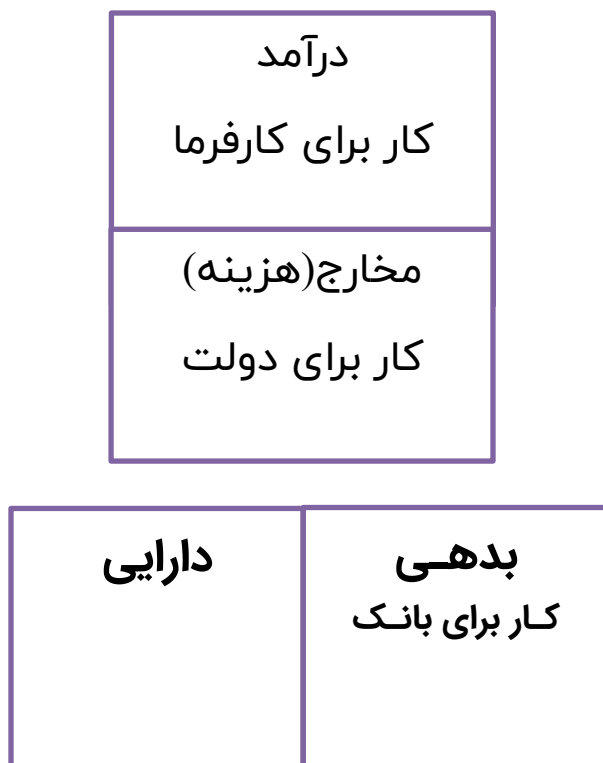 درآمد
کار برای کارفرما
مخارج(هزینه)
کار برای دولت
بدهـی
کـار برای بانـک
دارایی